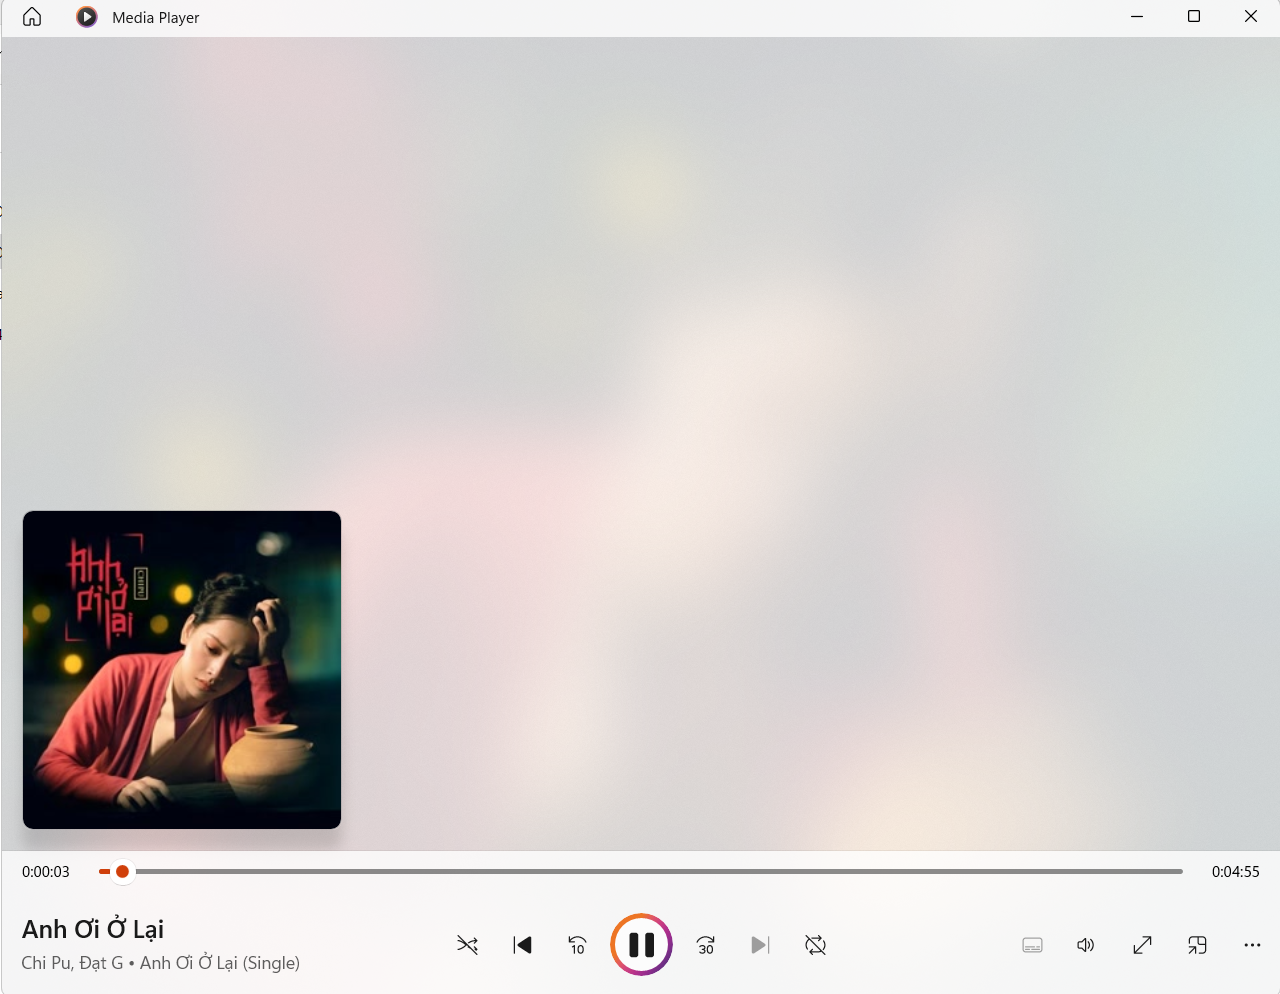 Media Player
Anh
ơi ở
lại
CHIPU
0:00:03
0:04:55
Anh Ơi Ở Lại
10
30
Chi Pu, Đạt G • Anh Ơi Ở Lại (Single)